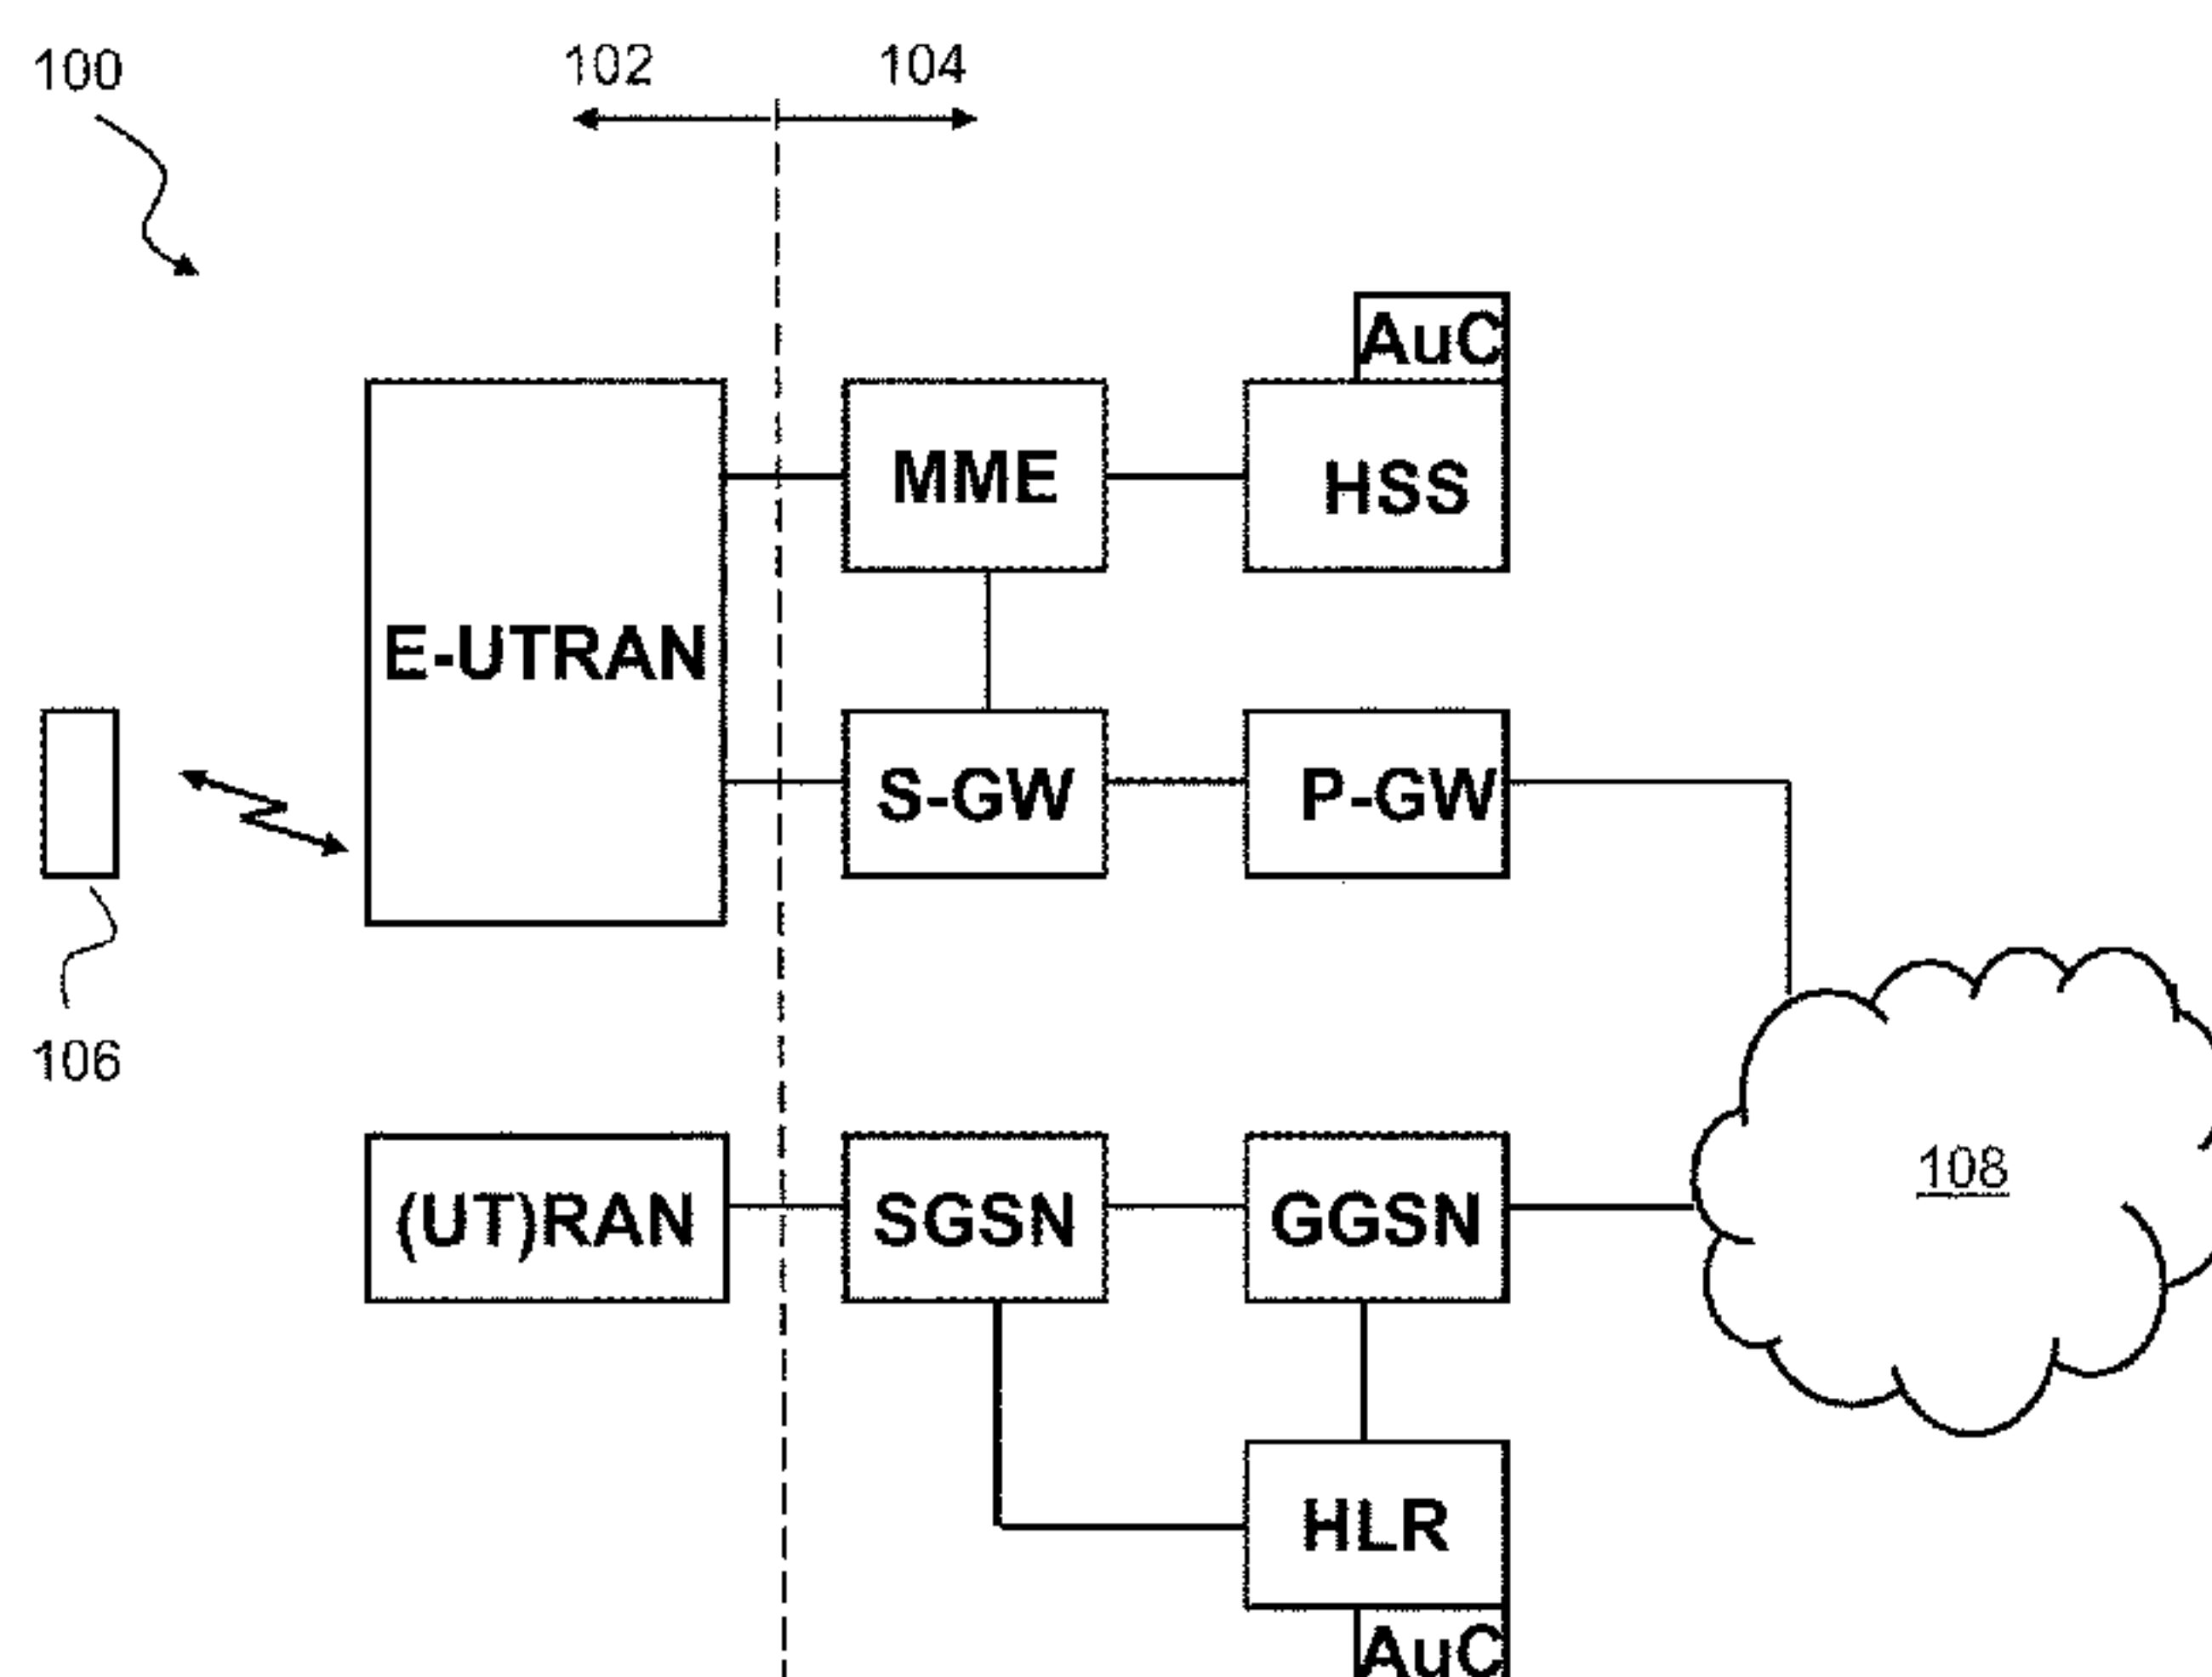 100
102
104
AuC
MME
HSS
E-UTRAN
S-GW
P-GW
106
(UT)RAN
SGSN
GGSN
108
HLR
AuC